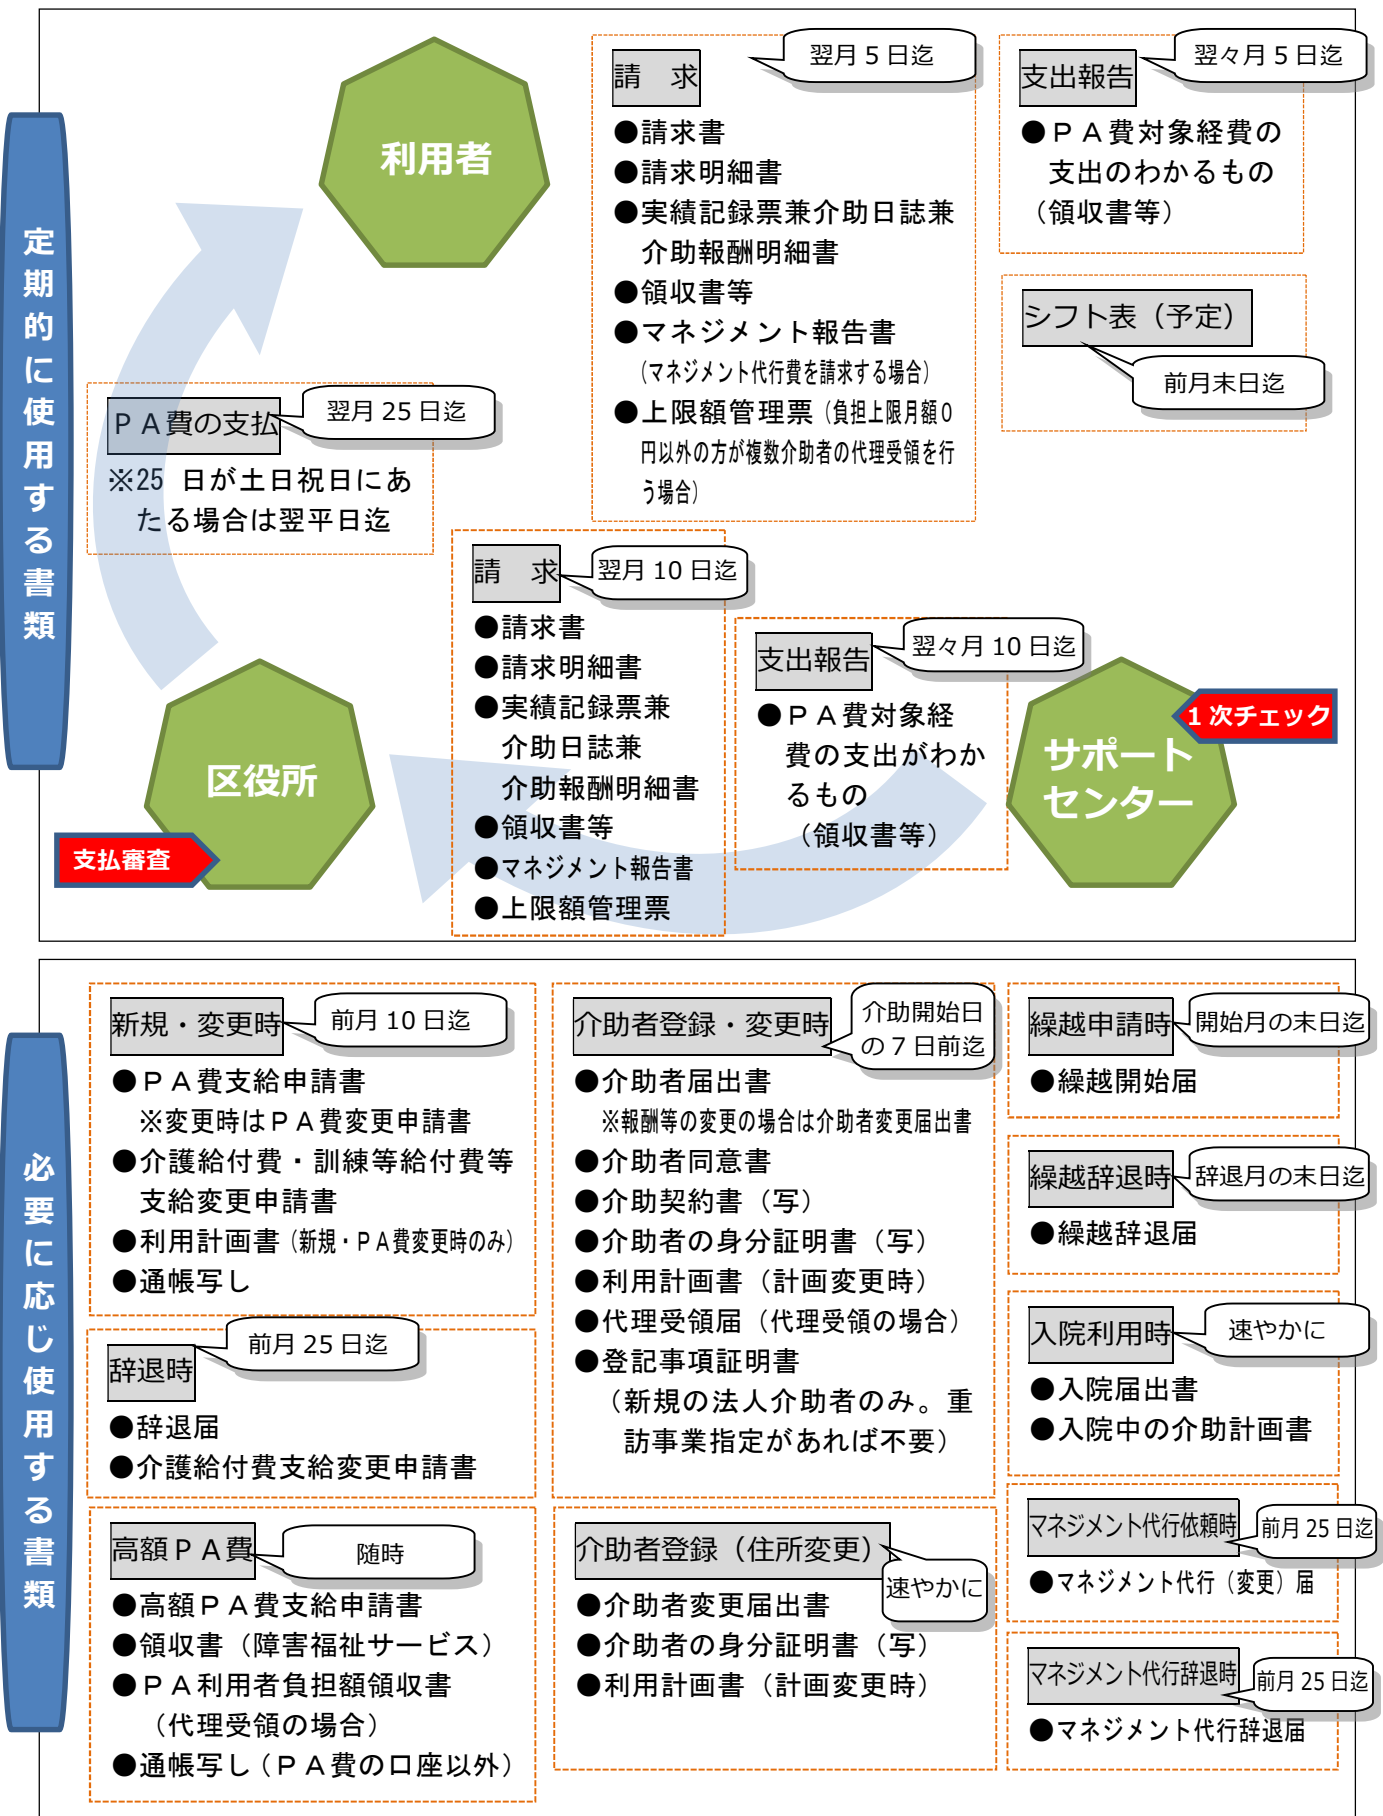 定期的に使用する書類
利用者
請　求
翌月5日迄
●請求書
●請求明細書
●実績記録票兼介助日誌兼
介助報酬明細書
●領収書等
●マネジメント報告書
(マネジメント代行費を請求する場合)
●上限額管理票（負担上限月額０
円以外の方が複数介助者の代理受領を行
う場合）
支出報告
翌々月5日迄
●ＰＡ費対象経費の
支出のわかるもの
（領収書等）
シフト表（予定）
前月末日迄
ＰＡ費の支払
翌月25日迄
※25 日が土日祝日にあ
たる場合は翌平日迄
請　求
翌月10日迄
●請求書
●請求明細書
●実績記録票兼
介助日誌兼
介助報酬明細書
●領収書等
●マネジメント報告書
●上限額管理票
支出報告
翌々月10日迄
●ＰＡ費対象経
費の支出がわか
るもの
（領収書等）
サポート
センター
1次チェック
区役所
支払審査
必要に応じ使用する書類
新規・変更時
前月10日迄
●ＰＡ費支給申請書
※変更時はＰＡ費変更申請書
●介護給付費・訓練等給付費等
支給変更申請書
●利用計画書（新規・ＰＡ費変更時のみ）
●通帳写し
辞退時
前月25日迄
●辞退届
●介護給付費支給変更申請書
高額ＰＡ費
随時
●高額ＰＡ費支給申請書
●領収書（障害福祉サービス）
●ＰＡ利用者負担額領収書
（代理受領の場合）
●通帳写し（ＰＡ費の口座以外）
介助者登録・変更時
介助開始日
の7日前迄
●介助者届出書
※報酬等の変更の場合は介助者変更届出書
●介助者同意書
●介助契約書（写）
●介助者の身分証明書（写）
●利用計画書（計画変更時）
●代理受領届（代理受領の場合）
●登記事項証明書
（新規の法人介助者のみ。重
訪事業指定があれば不要）
介助者登録（住所変更）
速やかに
●介助者変更届出書
●介助者の身分証明書（写）
●利用計画書（計画変更時）
繰越申請時
開始月の末日迄
●繰越開始届
繰越辞退時
辞退月の末日迄
●繰越辞退届
入院利用時
速やかに
●入院届出書
●入院中の介助計画書
マネジメント代行依頼時
前月25日迄
●マネジメント代行（変更）届
マネジメント代行辞退時
前月25日迄
●マネジメント代行辞退届